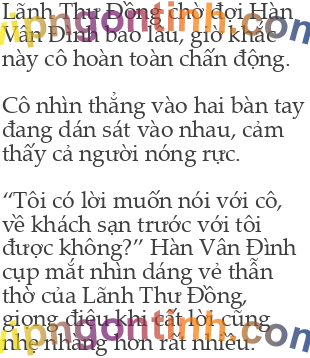 Lãnh Thư Đồng chờ đợi Hàn
Vân Đình bao lâu, giờ khắc
này cô hoàn toàn chấn động.
Cô nhìn thẳng vào hai bàn tay
đang dán sát vào nhau, cảm
thấy cả người nóng rực.
“Tôi có lời muốn nói với cô,
về khách sạn trước với tôi
được không?” Hàn Vân Đình
cụp mắt nhìn dáng vẻ thẫn
thờ của Lãnh Thư Đồng,
giọng điệu khi cất lời cũng
nhẹ nhàng hơn rất nhiều.